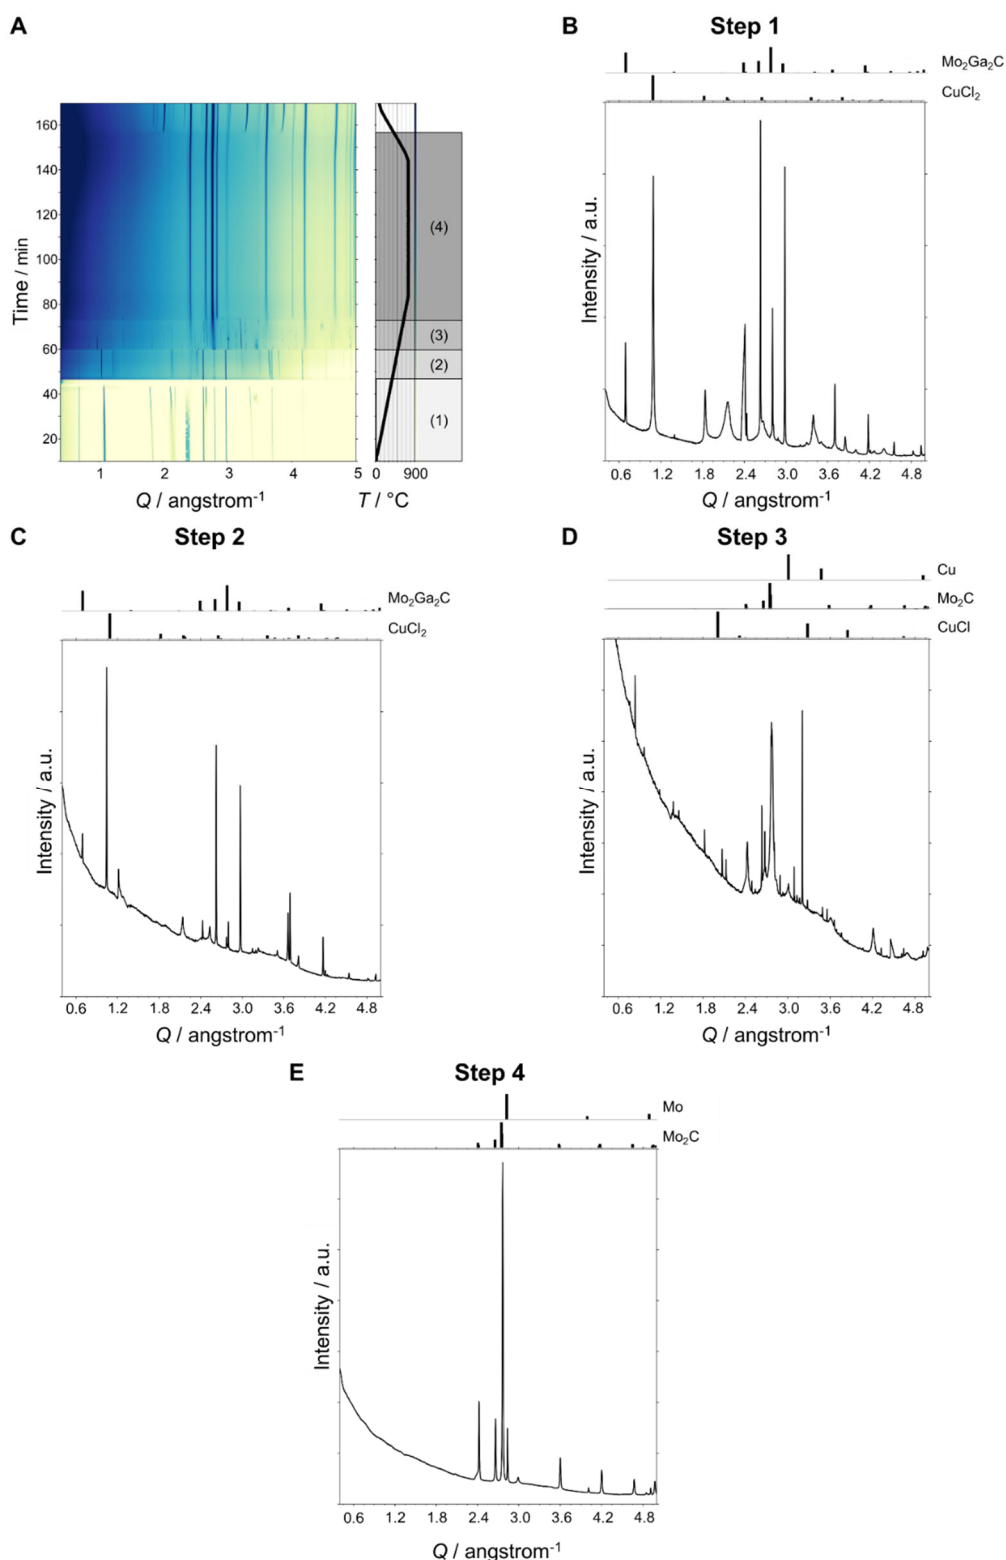 A
160
140
120
100
80
60
40
20
Time / min
1 2 3 4 5
Q / angstrom-1
(4)
(3)
(2)
(1)
0 900
T / °C
B
Step 1
Mo2Ga2C
CuCl2
Intensity / a.u.
0.6 1.2 1.8 2.4 3.0 3.6 4.2 4.8
Q / angstrom-1
C
Step 2
Mo2Ga2C
CuCl2
Intensity / a.u.
0.6 1.2 1.8 2.4 3.0 3.6 4.2 4.8
Q / angstrom-1
D
Step 3
Cu
Mo2C
CuCl
Intensity / a.u.
0.6 1.2 1.8 2.4 3.0 3.6 4.2 4.8
Q / angstrom-1
E
Step 4
Mo
Mo2C
Intensity / a.u.
0.6 1.2 1.8 2.4 3.0 3.6 4.2 4.8
Q / angstrom-1